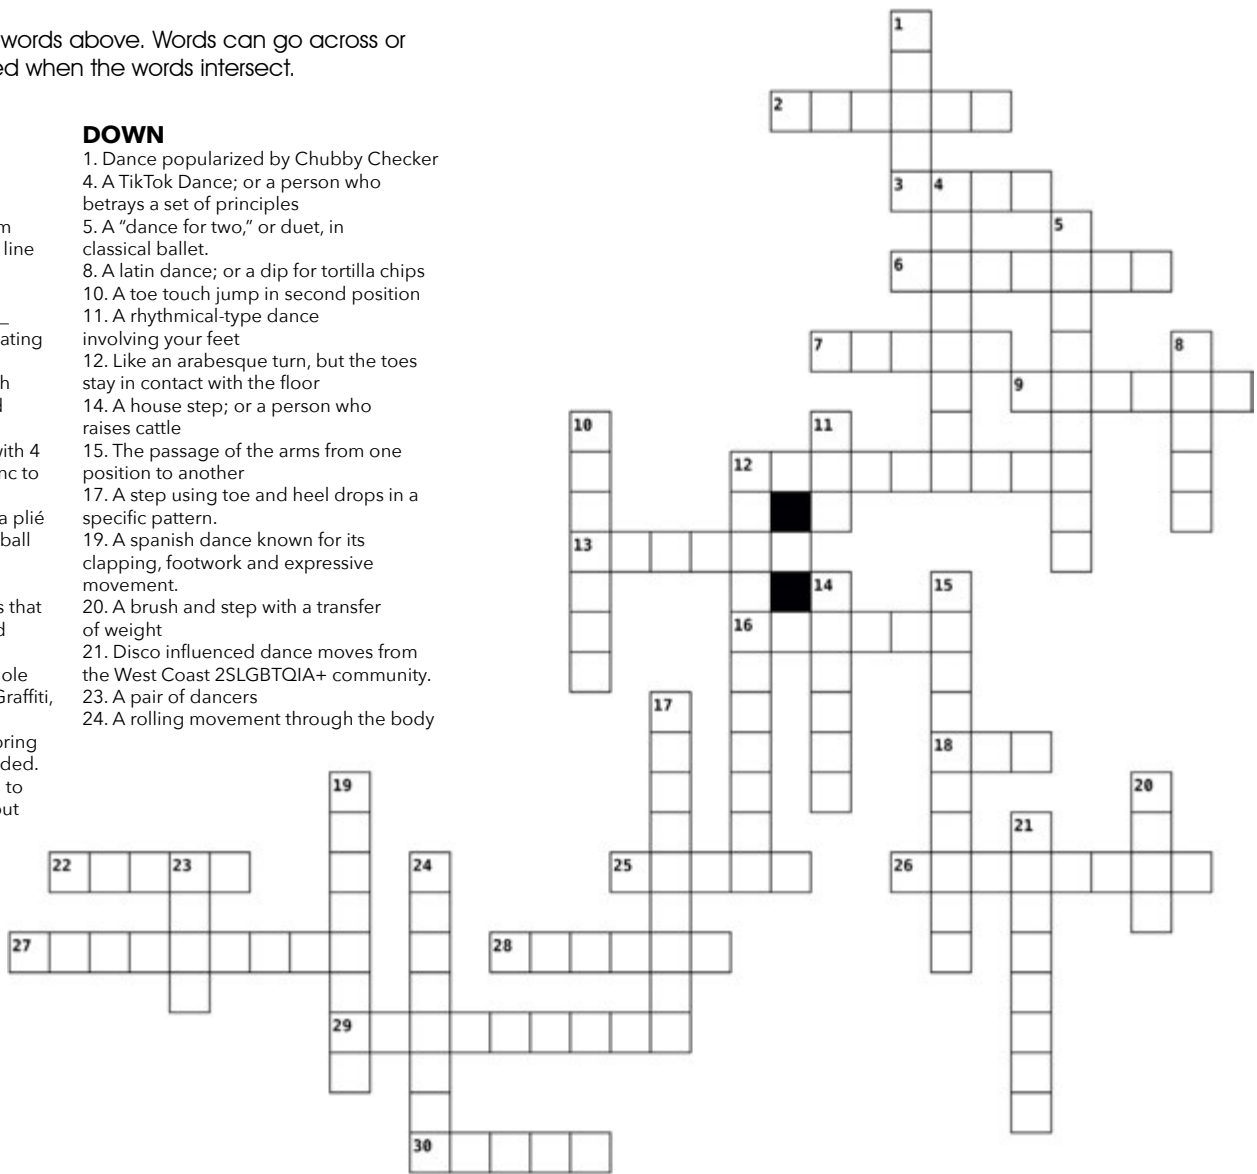 words above. Words can go across or
ed when the words intersect.
m
line
_
ating
h
d
with 4
nc to
a plié
ball
s that
d
ole
Graffiti,
oring
ded.
to
out
DOWN
1. Dance popularized by Chubby Checker
4. A TikTok Dance; or a person who
betrays a set of principles
5. A “dance for two,” or duet, in
classical ballet.
8. A latin dance; or a dip for tortilla chips
10. A toe touch jump in second position
11. A rhythmical-type dance
involving your feet
12. Like an arabesque turn, but the toes
stay in contact with the floor
14. A house step; or a person who
raises cattle
15. The passage of the arms from one
position to another
17. A step using toe and heel drops in a
specific pattern.
19. A spanish dance known for its
clapping, footwork and expressive
movement.
20. A brush and step with a transfer
of weight
21. Disco influenced dance moves from
the West Coast 2SLGBTQIA+ community.
23. A pair of dancers
24. A rolling movement through the body
1
2
3 4
5
6
7 8
9
10 11
12
13
14 15
16
17
18
19 20
21
22 23 24 25 26
27 28
29
30